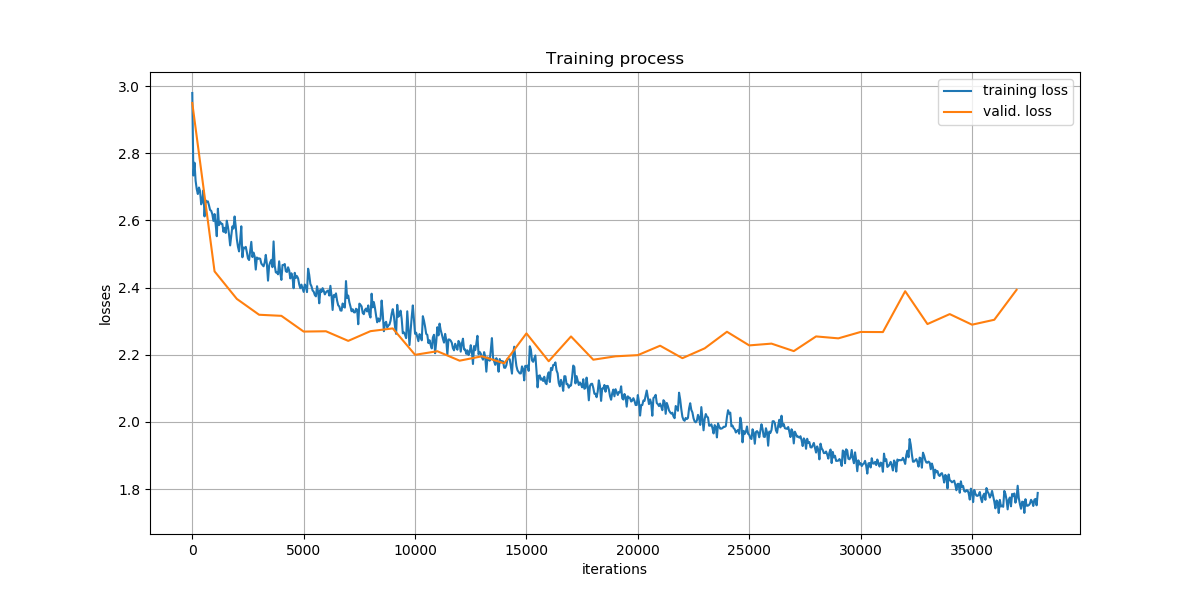 Training process
training loss
valid. loss
losses
3.0
2.8
2.6
2.4
2.2
2.0
1.8
0 5000 10000 15000 20000 25000 30000 35000
iterations